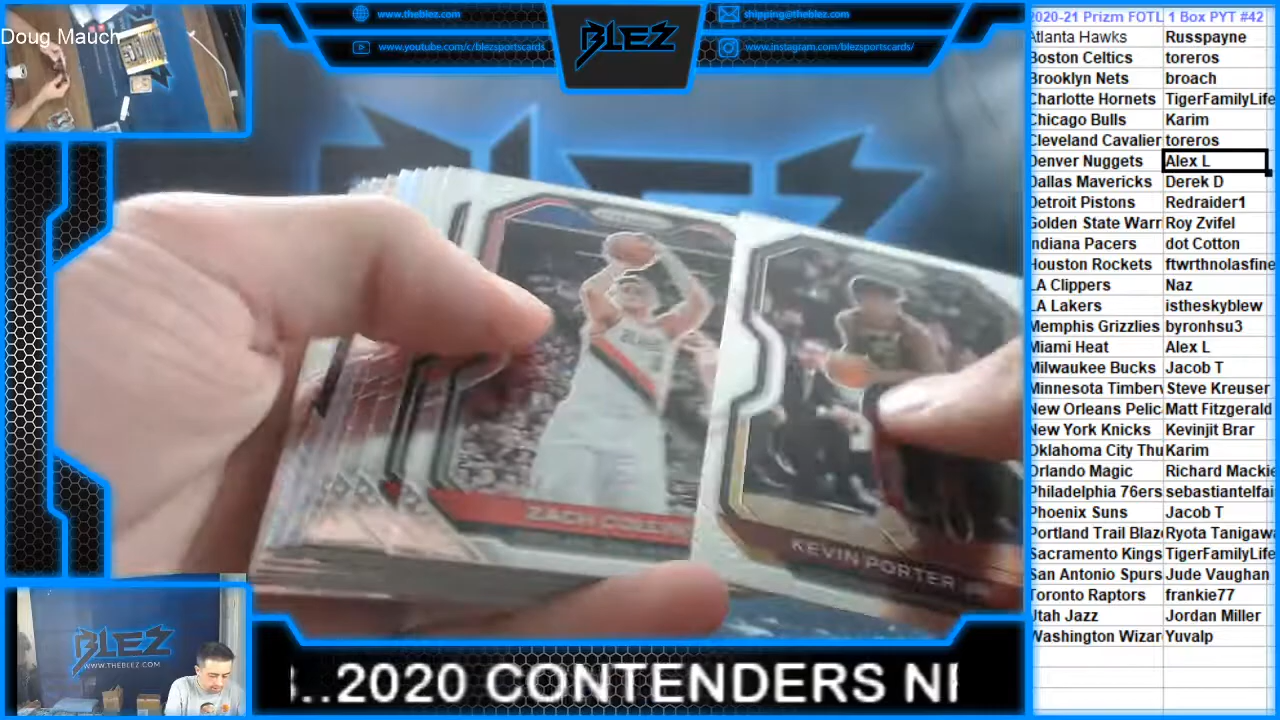 Doug Mauch
www.theblez.com
shipping@theblez.com
www.youtube.com/c/blezsportscards/
www.instagram.com/blezsportscards/
BLEZ
BLEZ
ZACH COLLINS
KEVIN PORTER
BLEZ
WWW.THEBLEZ.COM
..2020 CONTENDERS
2020-21 Prizm FOTL 1 Box PYT #42
Atlanta Hawks Russpayne
Boston Celtics toreros
Brooklyn Nets broach
Charlotte Hornets TigerFamilyLife
Chicago Bulls Karim
Cleveland Cavalier toreros
Denver Nuggets Alex L
Dallas Mavericks Derek D
Detroit Pistons Redraider1
Golden State Warr Roy Zvifel
Indiana Pacers dot Cotton
Houston Rockets ftwrthnolasfine
LA Clippers Naz
LA Lakers istheskyblew
Memphis Grizzlies byronhsu3
Miami Heat Alex L
Milwaukee Bucks Jacob T
Minnesota Timberv Steve Kreuser
New Orleans Pelic Matt Fitzgerald
New York Knicks Kevinjit Brar
Oklahoma City Thu Karim
Orlando Magic Richard Mackie
Philadelphia 76ers sebastiantelfai
Phoenix Suns Jacob T
Portland Trail Blaze Ryota Tanigaw
Sacramento Kings TigerFamilyLife
San Antonio Spurs Jude Vaughan
Toronto Raptors frankie77
Utah Jazz Jordan Miller
Washington Wizar Yuvalp